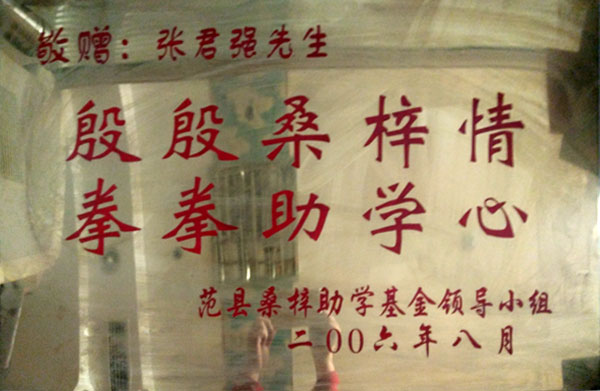 敬赠：张君强先生
殷殷桑梓情
拳拳助学心
范县桑梓助学基金领导小组
二00六年八月